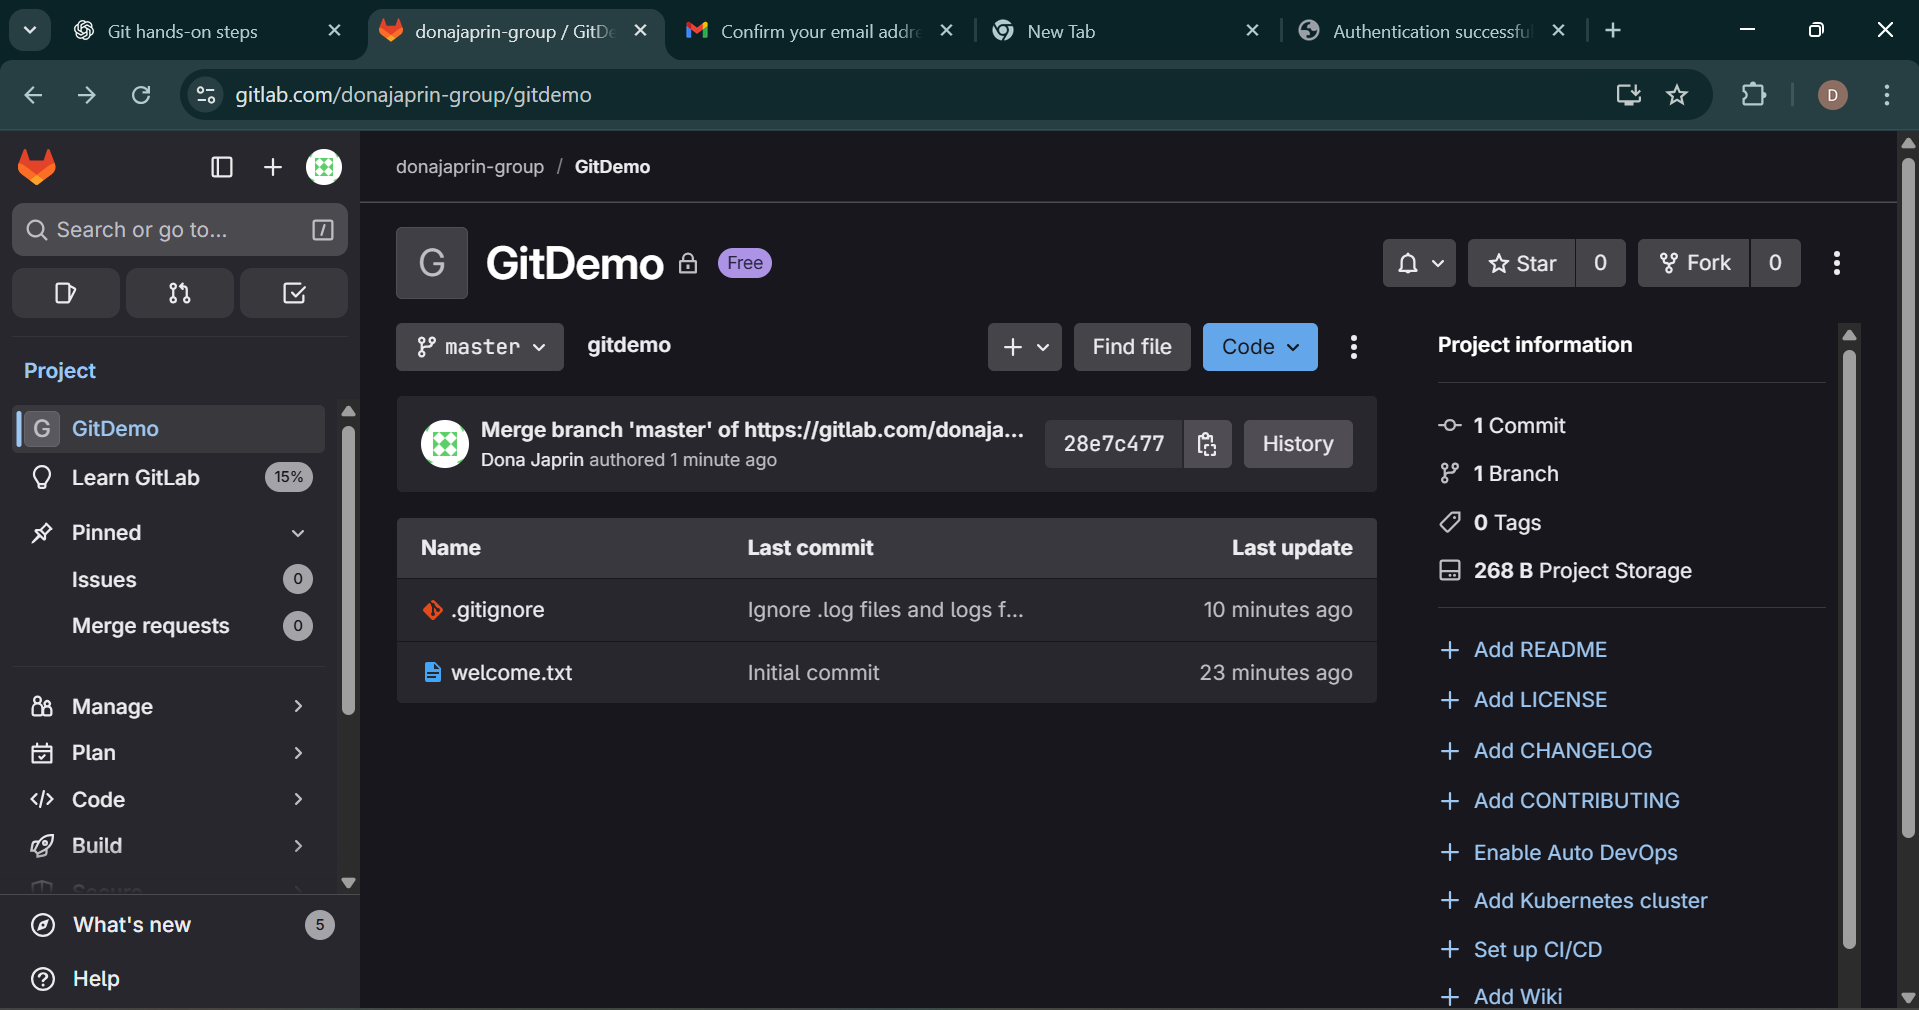 Git hands-on steps
donajaprin-group / GitDe
Confirm your email addre
New Tab
Authentication successful
gitlab.com/donajaprin-group/gitdemo
D
Search or go to...
/
Project
G GitDemo
Learn GitLab 15%
Pinned
Issues 0
Merge requests 0
Manage
Plan
Code
Build
Secure
What's new 5
Help
donajaprin-group / GitDemo
G GitDemo Free
Star 0
Fork 0
master gitdemo
Find file
Code
Merge branch 'master' of https://gitlab.com/donaja...
Dona Japrin authored 1 minute ago
28e7c477
History
Name Last commit Last update
.gitignore Ignore .log files and logs f... 10 minutes ago
welcome.txt Initial commit 23 minutes ago
Project information
1 Commit
1 Branch
0 Tags
268 B Project Storage
Add README
Add LICENSE
Add CHANGELOG
Add CONTRIBUTING
Enable Auto DevOps
Add Kubernetes cluster
Set up CI/CD
Add Wiki